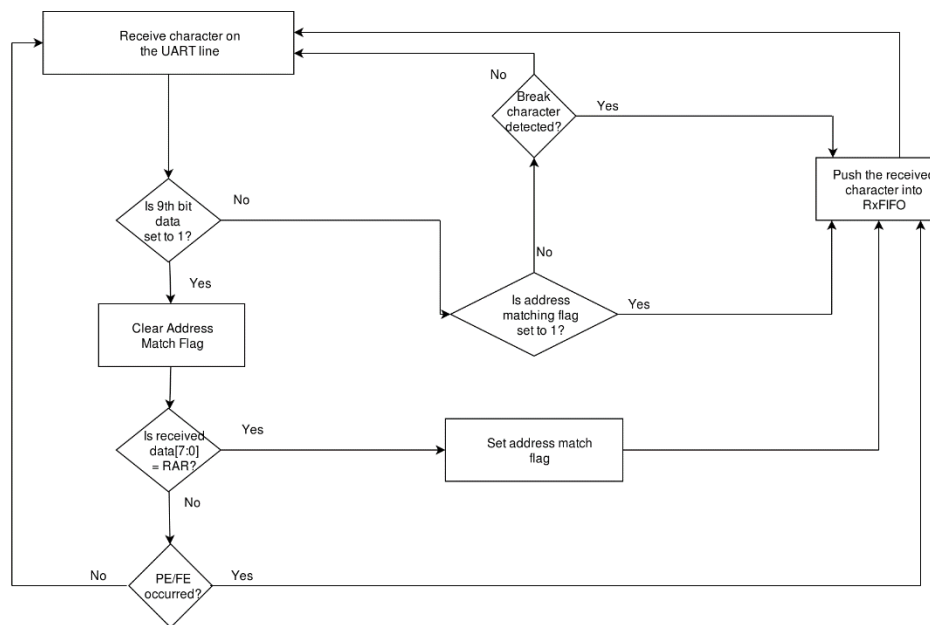 Receive character on
the UART line
No
Break
character
detected?
Yes
Push the received
character into
RxFIFO
Is 9th bit
data
set to 1?
No
No
Yes
Is address
matching flag
set to 1?
Yes
Clear Address
Match Flag
Is received
data[7:0]
= RAR?
Yes
Set address match
flag
No
No
PE/FE
occurred?
Yes